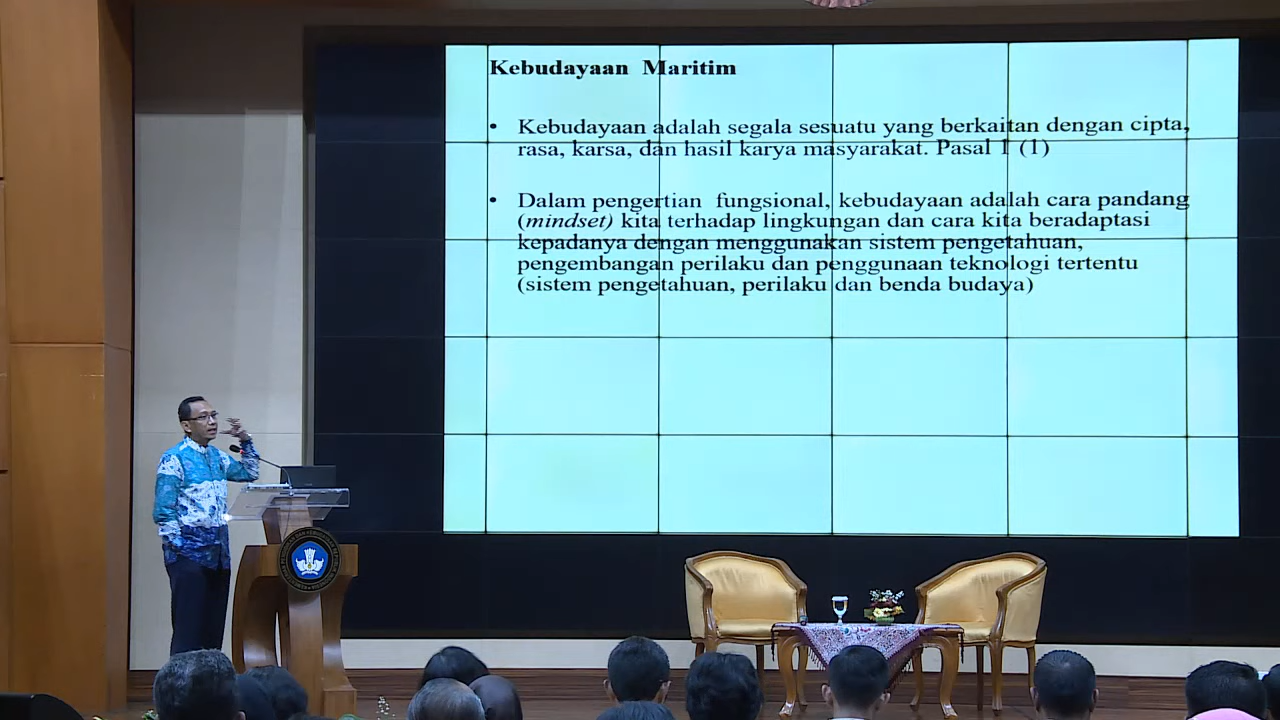 Kebudayaan Maritim
• Kebudayaan adalah segala sesuatu yang berkaitan dengan cipta,
rasa, karsa, dan hasil karya masyarakat. Pasal 1 (1)
• Dalam pengertian fungsional, kebudayaan adalah cara pandang
(mindset) kita terhadap lingkungan dan cara kita beradaptasi
kepadanya dengan menggunakan sistem pengetahuan,
pengembangan perilaku dan penggunaan teknologi tertentu
(sistem pengetahuan, perilaku dan benda budaya)